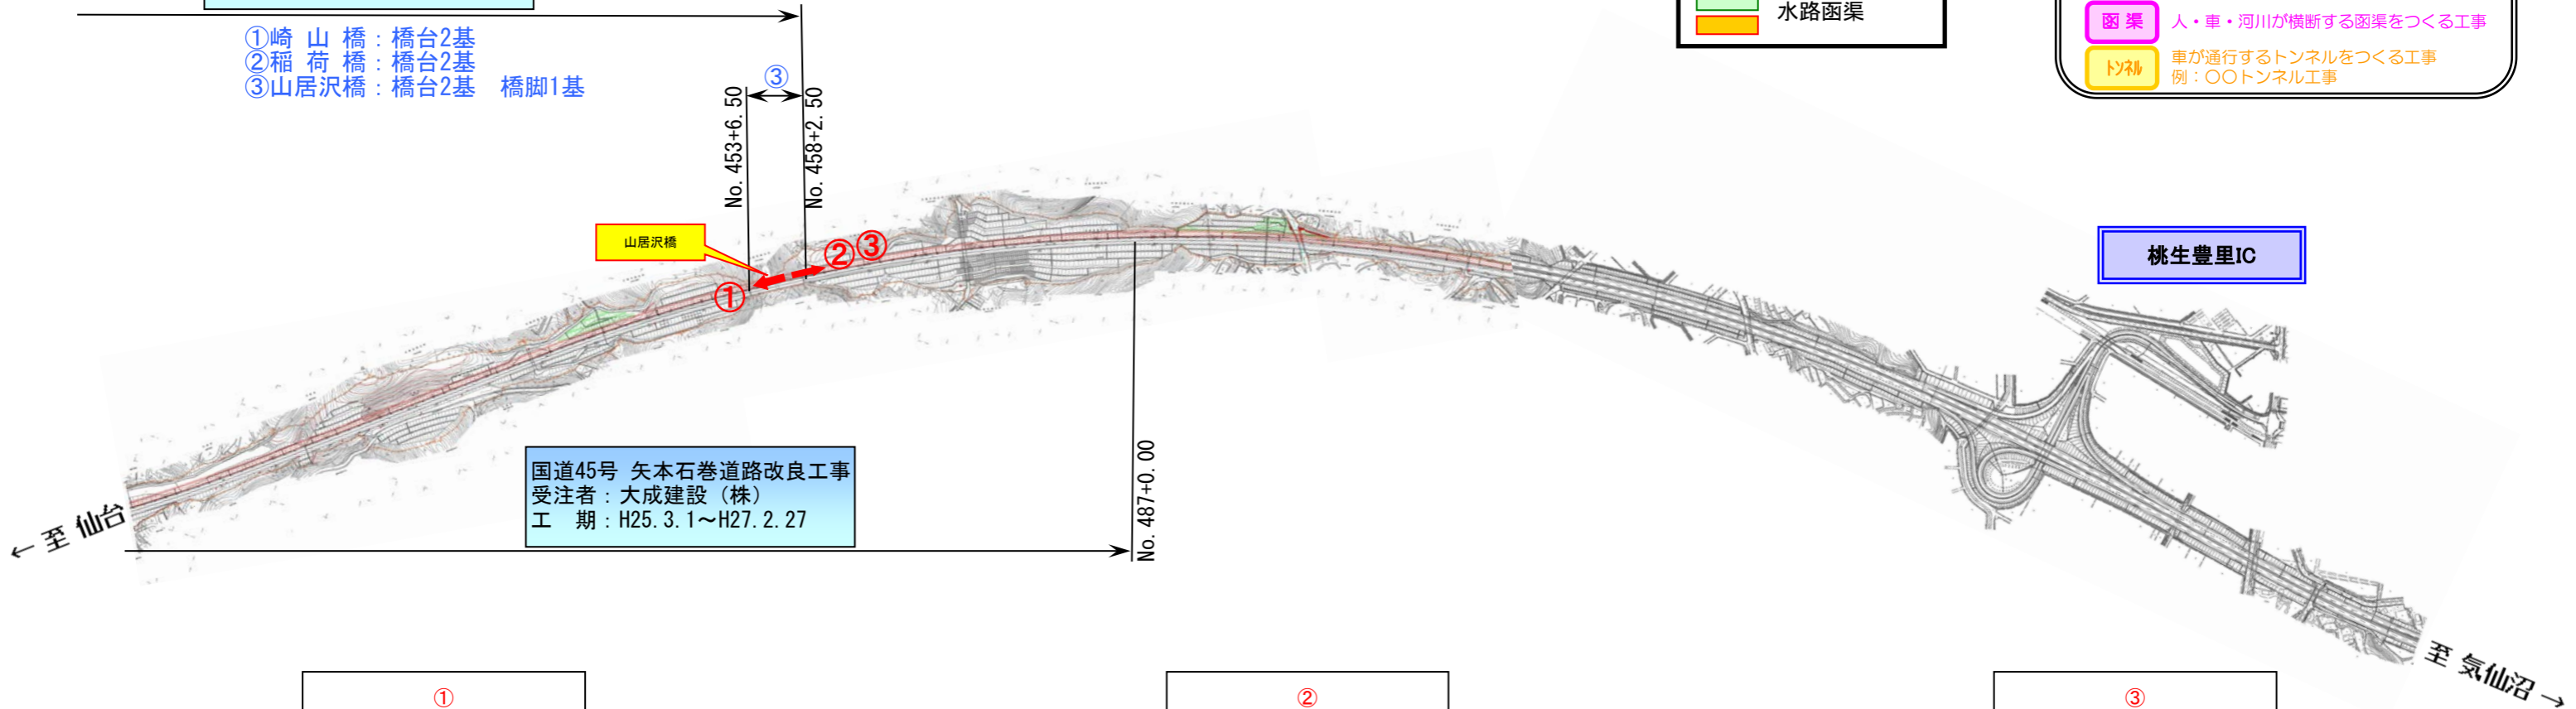 ①崎 山 橋：橋台2基
②稲 荷 橋：橋台2基
③山居沢橋：橋台2基　橋脚1基
水路函渠
函 渠
人・車・河川が横断する函渠をつくる工事
トンネル
車が通行するトンネルをつくる工事
例：〇〇トンネル工事
③
No. 453+6. 50
No. 458+2. 50
山居沢橋
①
②③
桃生豊里IC
国道45号 矢本石巻道路改良工事
受注者：大成建設（株）
工　期：H25. 3. 1～H27. 2. 27
No. 487+0. 00
← 至 仙台
至 気仙沼 →
①
②
③